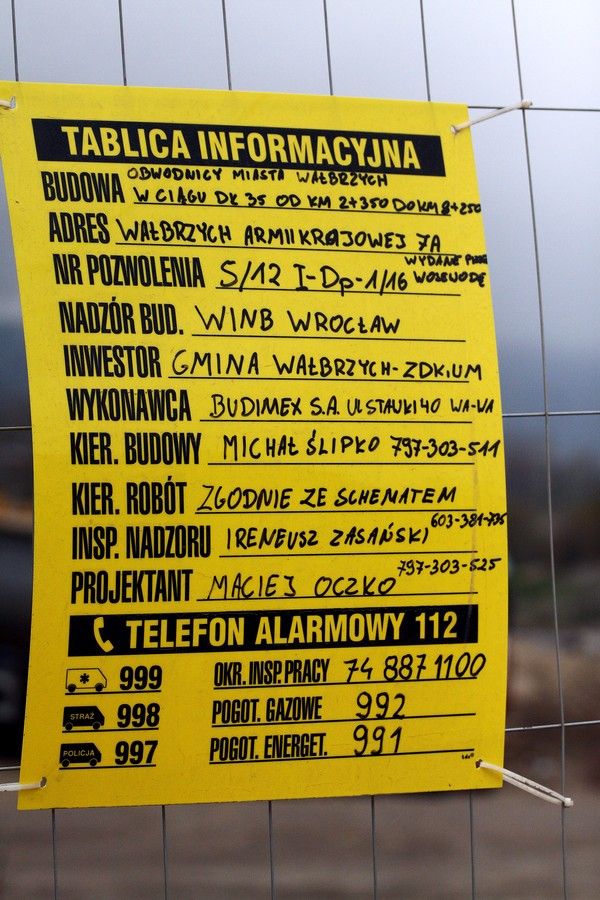 TABLICA INFORMACYJNA
BUDOWA OBWODNICY MIASTA WAŁBRZYCH
W CIĄGU DK 35 OD KM 2+350 DO KM 8+250
ADRES WAŁBRZYCH ARMII KRAJOWEJ 7A
NR POZWOLENIA 5/12 I-Dp-1/16 WYDANE PRZEZ
WOJEWODĘ
NADZÓR BUD. WINB WROCŁAW
INWESTOR GMINA WAŁBRZYCH-ZDKiUM
WYKONAWCA BUDIMEX S.A. UL STAWKI 40 WA-WA
KIER. BUDOWY MICHAŁ ŚLIPKO 797-303-511
KIER. ROBÓT ZGODNIE ZE SCHEMATEM
INSP. NADZORU IRENEUSZ ZASAŃSKI 603-381-735
PROJEKTANT MACIEJ OCZKO 797-303-525
TELEFON ALARMOWY 112
999 OKR. INSP. PRACY 74 887 1100
STRAŻ 998 POGOT. GAZOWE 992
POLICJA 997 POGOT. ENERGET. 991